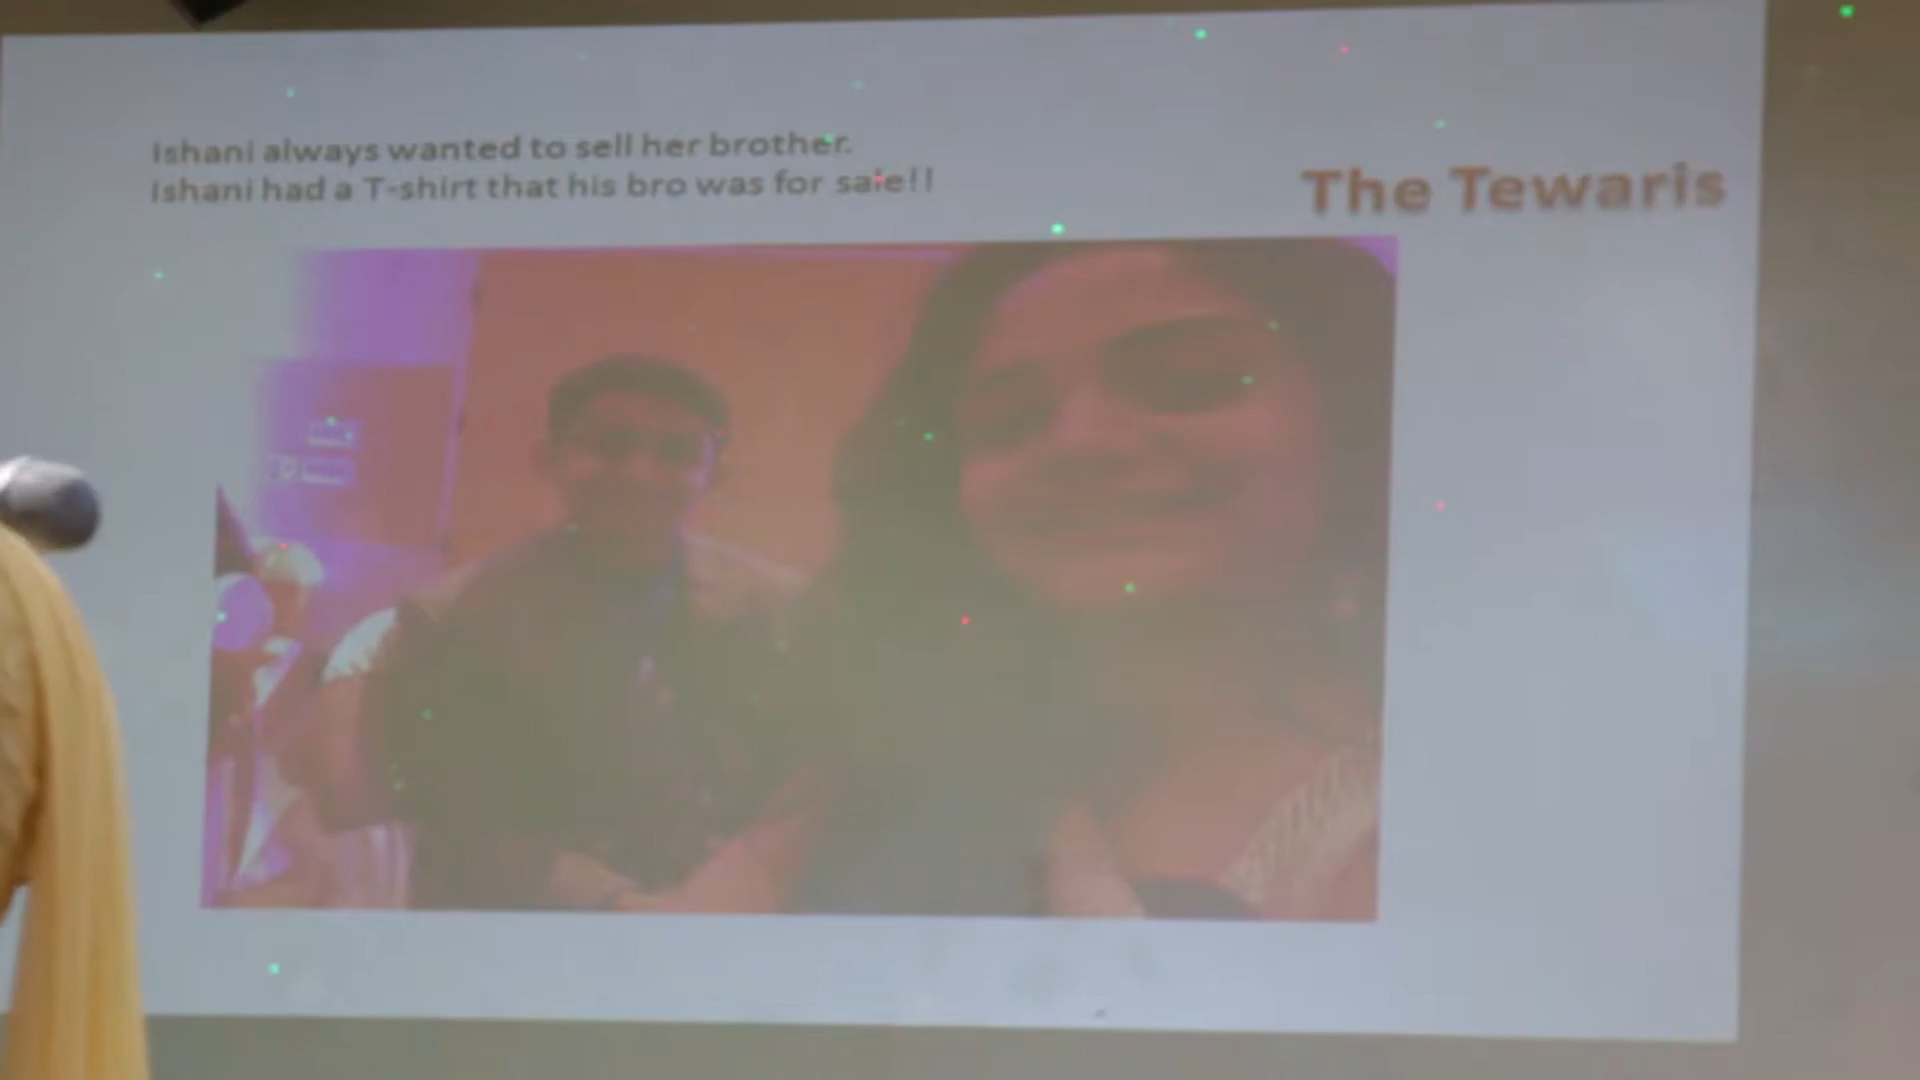 Ishani always wanted to sell her brother.
Ishani had a T-shirt that his bro was for sale!!
The Tewaris